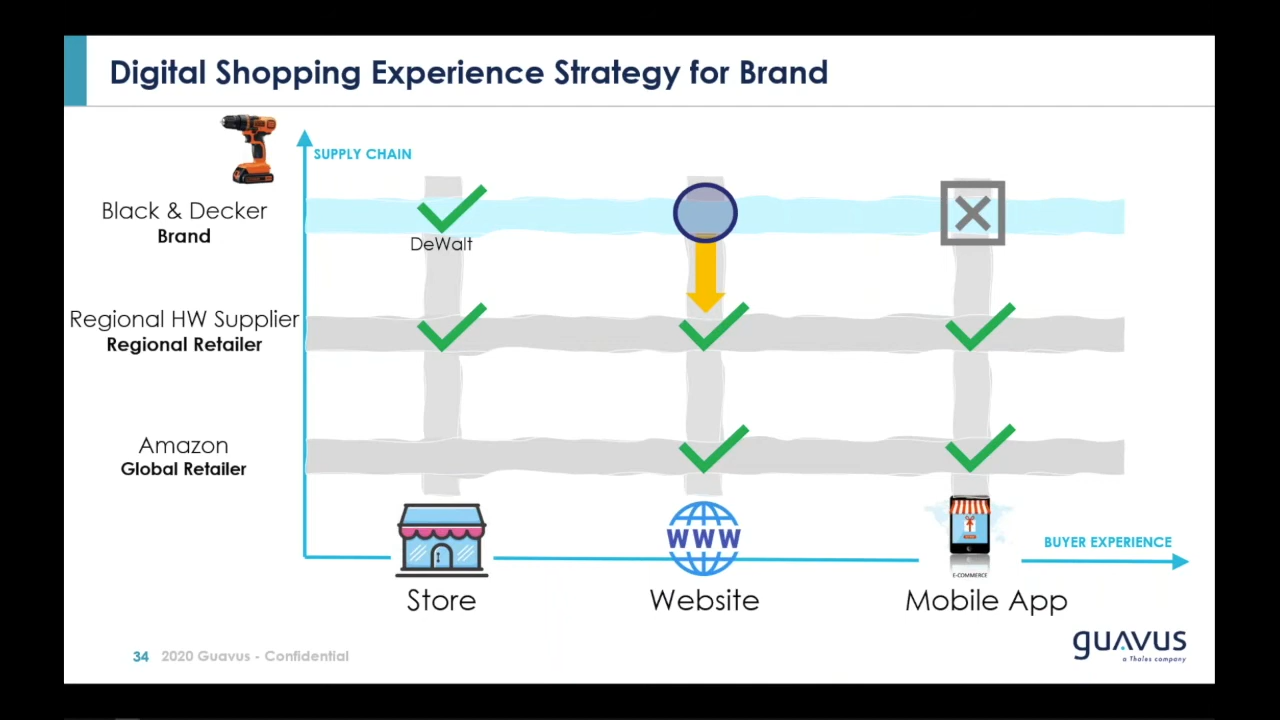 Digital Shopping Experience Strategy for Brand
SUPPLY CHAIN
Black & Decker
Brand
DeWalt
Regional HW Supplier
Regional Retailer
Amazon
Global Retailer
WWW
E-COMMERCE
BUYER EXPERIENCE
Store
Website
Mobile App
34 2020 Guavus - Confidential
guavus
a Thales company